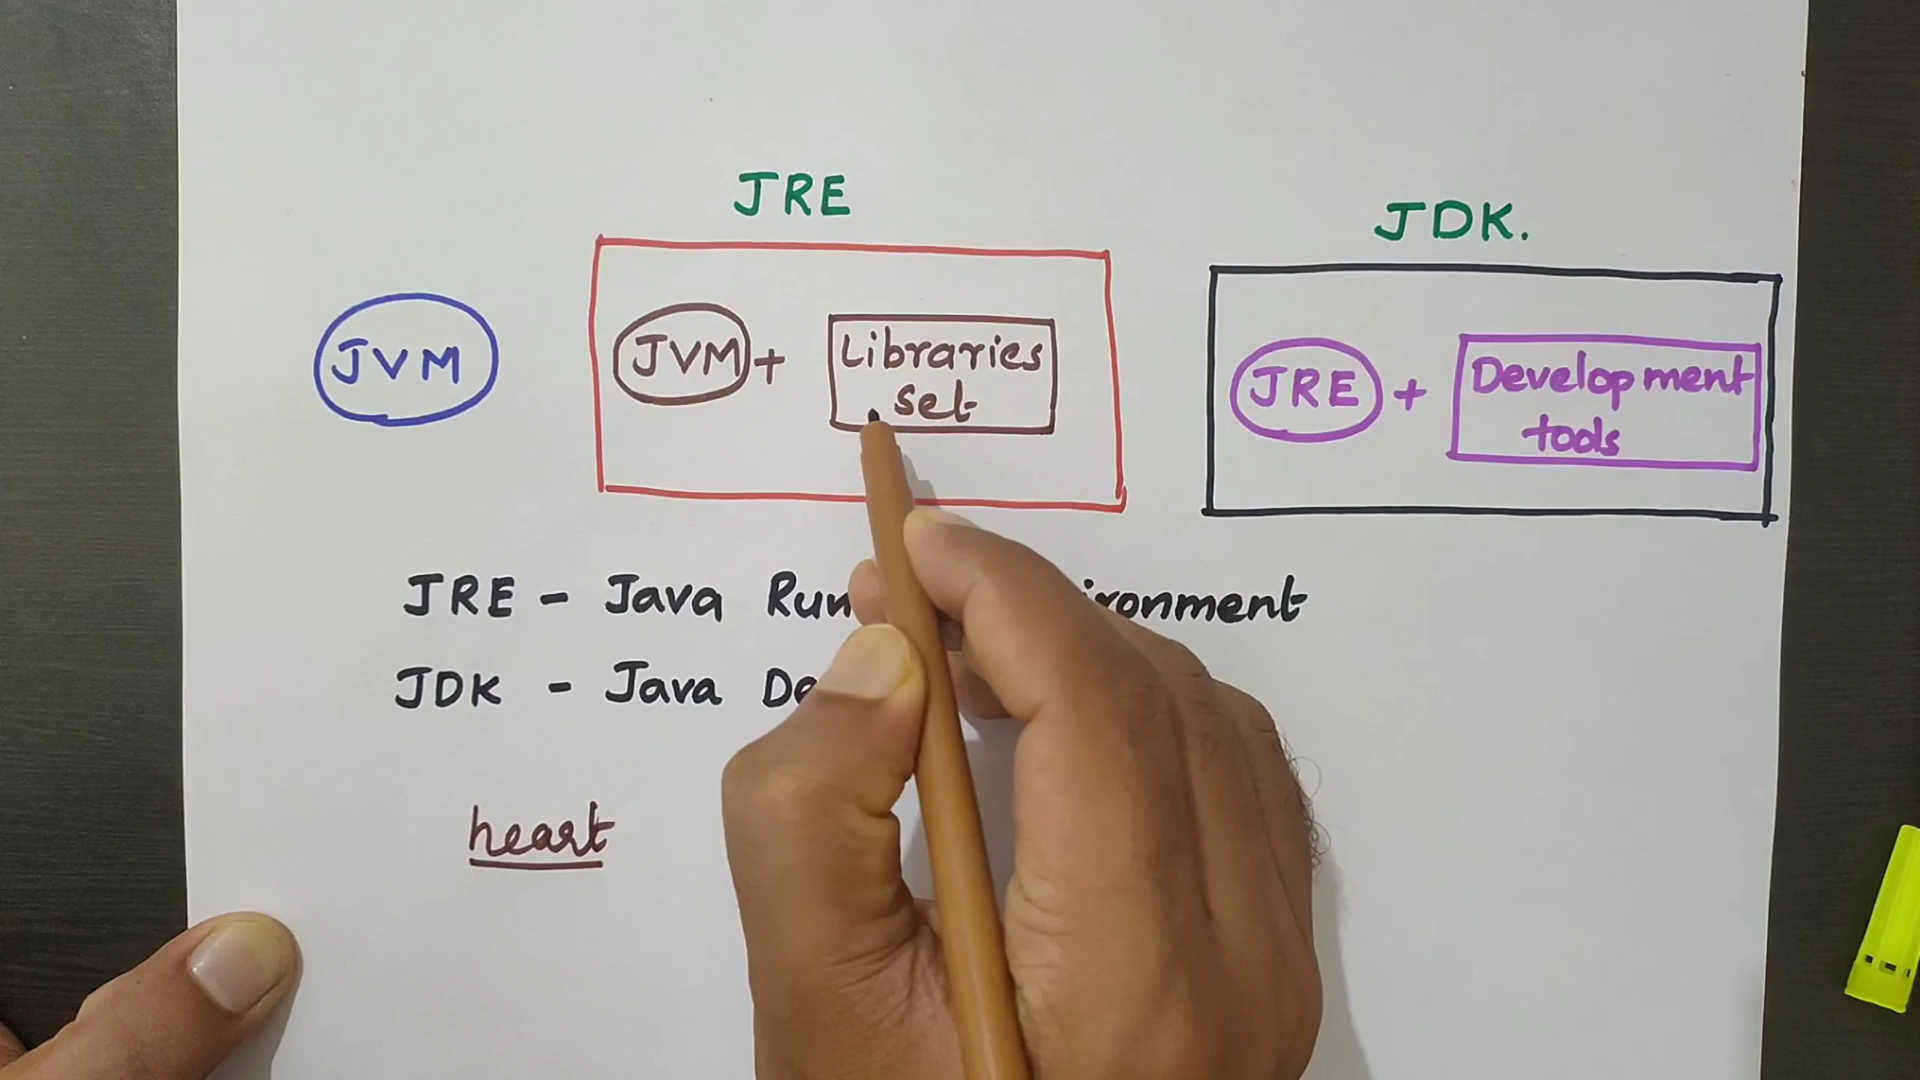 JRE
JDK.
JVM
JVM + Libraries set
JRE + Development tools
JRE - Java Run ironment
JDK - Java De
heart